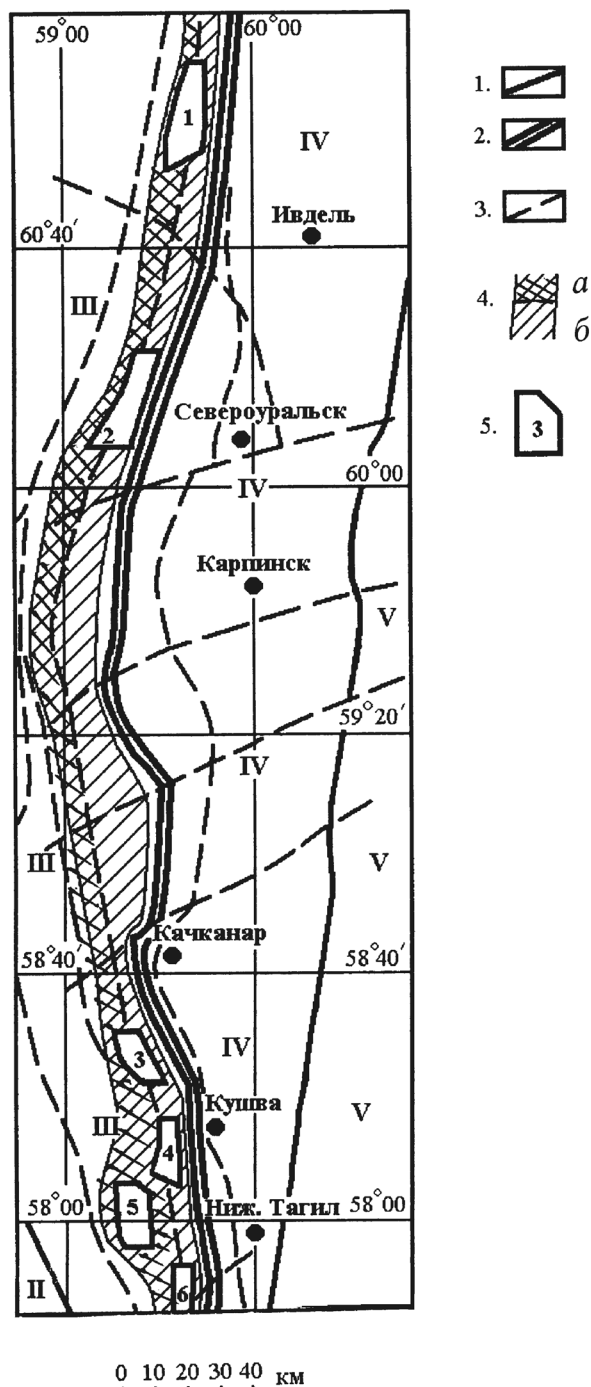 59°00′ 60°00
1
IV
Ивдель
60°40′
III
2
Североуральск
IV 60°00
Карпинск
V
59°20′
IV
III V
Качканар
58°40′ 58°40′
3 IV
III Кушва V
4
5
58°00 Ниж. Тагил 58°00
II 6
0 10 20 30 40 км
1.
2.
3.
4. а
б
5. 3